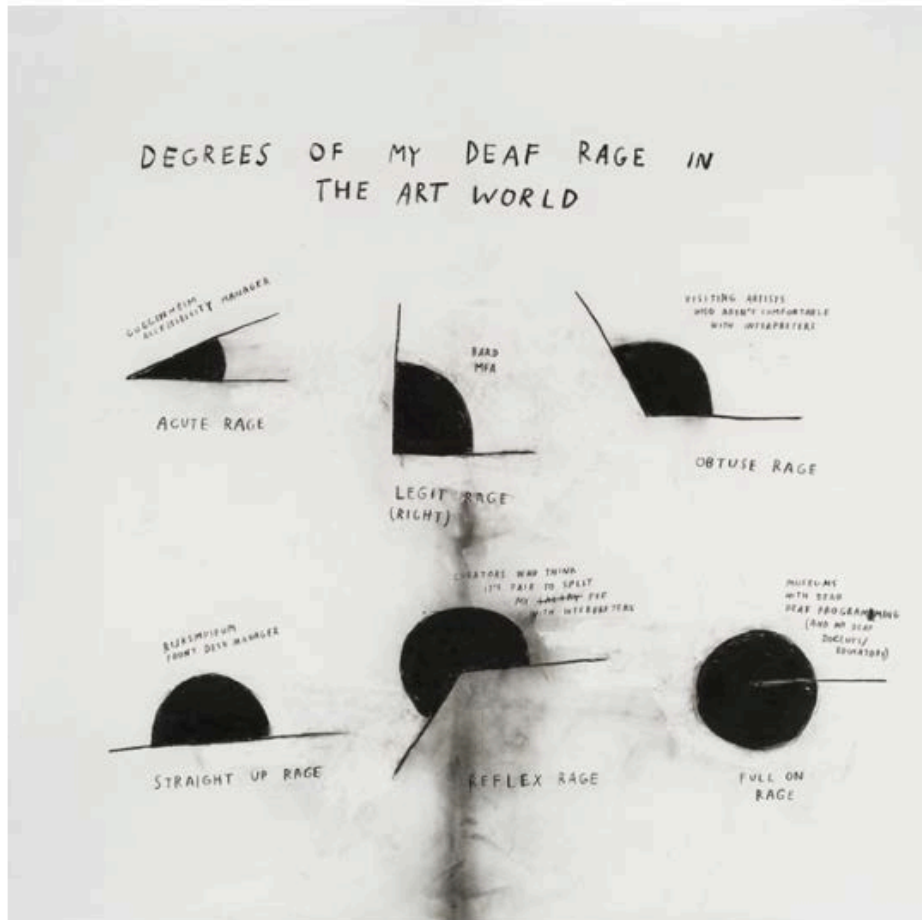 DEGREES OF MY DEAF RAGE IN
THE ART WORLD
GUGGENHEIM
ACCESSIBILITY MANAGER
ACUTE RAGE
BARD
MFA
LEGIT RAGE
(RIGHT)
VISITING ARTISTS
WHO AREN'T COMFORTABLE
WITH INTERPRETERS
OBTUSE RAGE
RIJKSMUSEUM
FRONT DESK MANAGER
STRAIGHT UP RAGE
CURATORS WHO THINK
IT'S FAIR TO SPLIT
MY SALARY FEE
WITH INTERPRETERS
REFLEX RAGE
MUSEUMS
WITH ZERO
DEAF PROGRAMMING
(AND NO DEAF
DOCENTS/
EDUCATORS)
FULL ON
RAGE